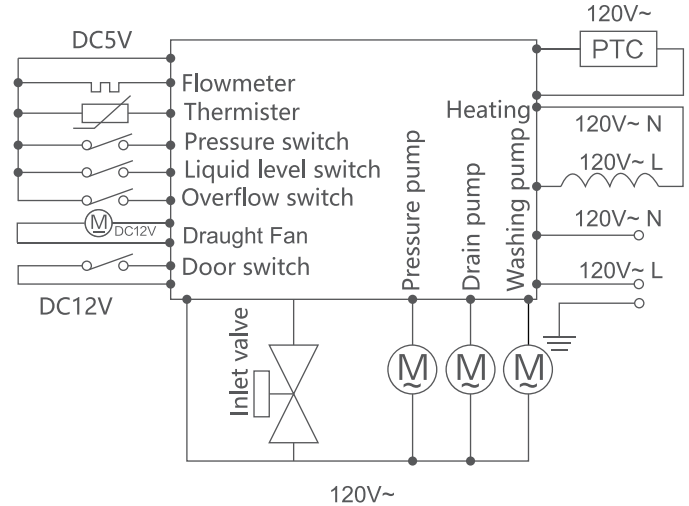 120V~
DC5V
PTC
Flowmeter
Thermister
Heating
Pressure switch
120V~ N
Liquid level switch
120V~ L
Overflow switch
M
DC12V
Draught Fan
120V~ N
Door switch
120V~ L
DC12V
Pressure pump
Drain pump
Washing pump
Inlet valve
M
~
M
~
M
~
120V~